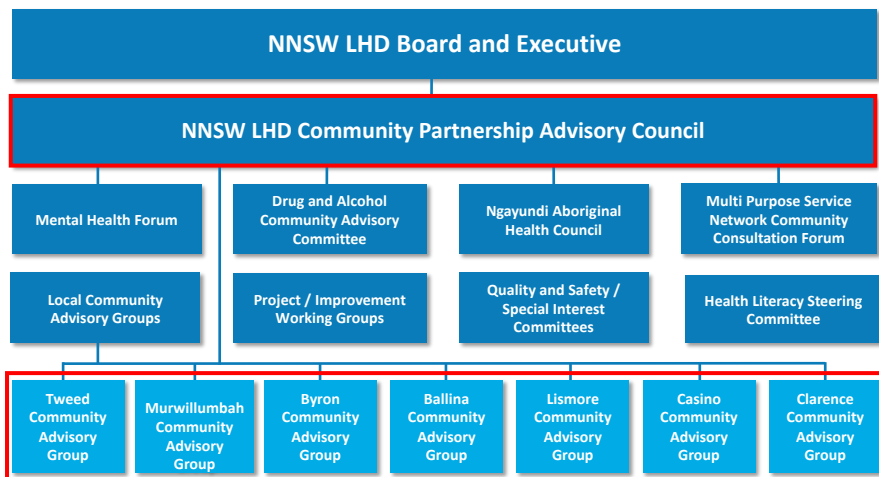 NNSW LHD Board and Executive
NNSW LHD Community Partnership Advisory Council
Mental Health Forum
Drug and Alcohol
Community Advisory
Committee
Ngayundi Aboriginal
Health Council
Multi Purpose Service
Network Community
Consultation Forum
Local Community
Advisory Groups
Project / Improvement
Working Groups
Quality and Safety /
Special Interest
Committees
Health Literacy Steering
Committee
Tweed
Community
Advisory
Group
Murwillumbah
Community
Advisory
Group
Byron
Community
Advisory
Group
Ballina
Community
Advisory
Group
Lismore
Community
Advisory
Group
Casino
Community
Advisory
Group
Clarence
Community
Advisory
Group